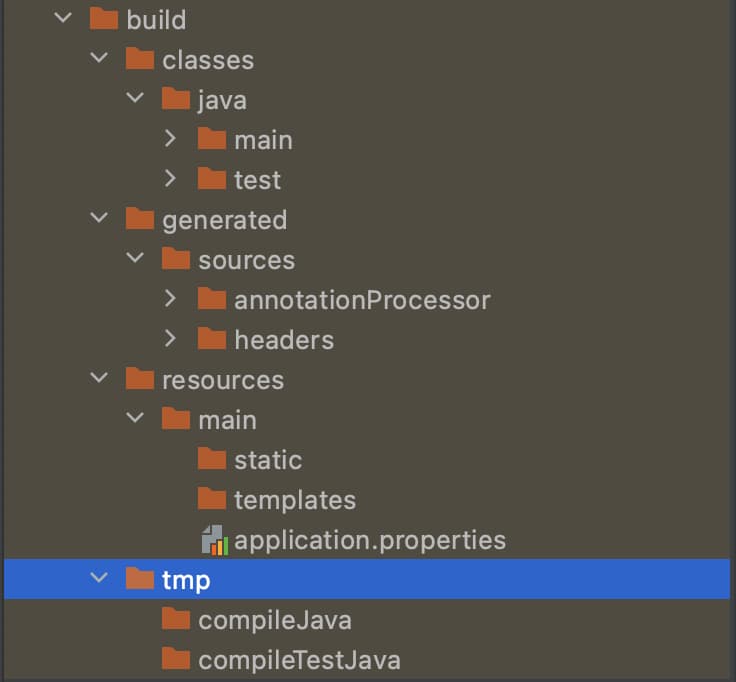 build
classes
java
main
test
generated
sources
annotationProcessor
headers
resources
main
static
templates
application.properties
tmp
compileJava
compileTestJava